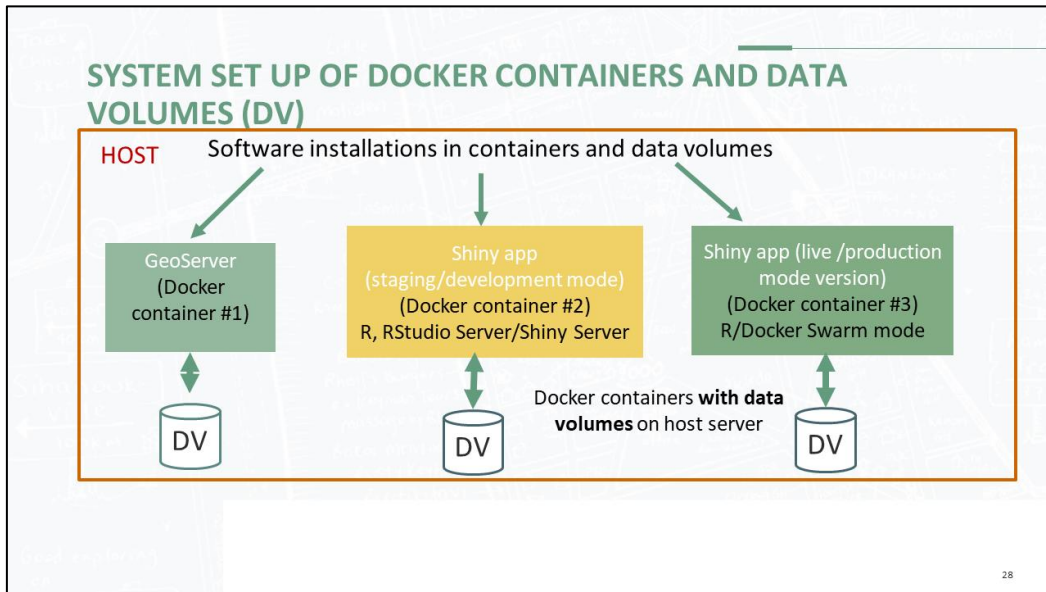 SYSTEM SET UP OF DOCKER CONTAINERS AND DATA
VOLUMES (DV)
HOST
Software installations in containers and data volumes
GeoServer
(Docker
container #1)
Shiny app
(staging/development mode)
(Docker container #2)
R, RStudio Server/Shiny Server
Shiny app (live /production
mode version)
(Docker container #3)
R/Docker Swarm mode
Docker containers with data
volumes on host server
DV
DV
DV
28